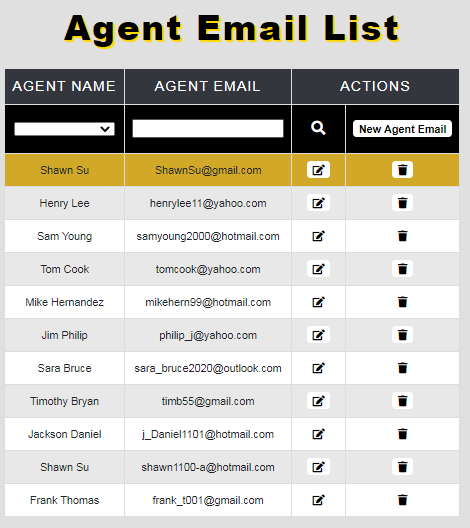 Agent Email List
AGENT NAME AGENT EMAIL ACTIONS
New Agent Email
Shawn Su ShawnSu@gmail.com
Henry Lee henrylee11@yahoo.com
Sam Young samyoung2000@hotmail.com
Tom Cook tomcook@yahoo.com
Mike Hernandez mikehern99@hotmail.com
Jim Philip philip_j@yahoo.com
Sara Bruce sara_bruce2020@outlook.com
Timothy Bryan timb55@gmail.com
Jackson Daniel j_Daniel1101@hotmail.com
Shawn Su shawn1100-a@hotmail.com
Frank Thomas frank_t001@gmail.com